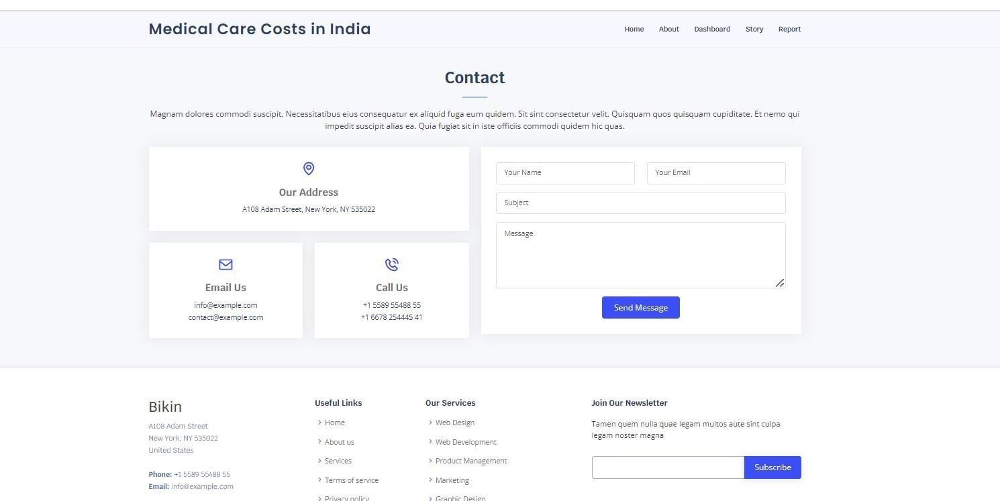 Medical Care Costs in India
Home About Dashboard Story Report
Contact
Magnam dolores commodi suscipit. Necessitatibus eius consequatur ex aliquid fuga eum quidem. Sit sint consectetur velit. Quisquam quos quisquam cupiditate. Et nemo qui
impedit suscipit alias ea. Quia fugiat sit in iste officiis commodi quidem hic quas.
Our Address
A108 Adam Street, New York, NY 535022
Email Us
info@example.com
contact@example.com
Call Us
+1 5589 55488 55
+1 6678 254445 41
Your Name
Your Email
Subject
Message
Send Message
Bikin
A108 Adam Street
New York, NY 535022
United States
Phone: +1 5589 55488 55
Email: info@example.com
Useful Links
Home
About us
Services
Terms of service
Privacy policy
Our Services
Web Design
Web Development
Product Management
Marketing
Graphic Design
Join Our Newsletter
Tamen quem nulla quae legam multos aute sint culpa
legam noster magna
Subscribe